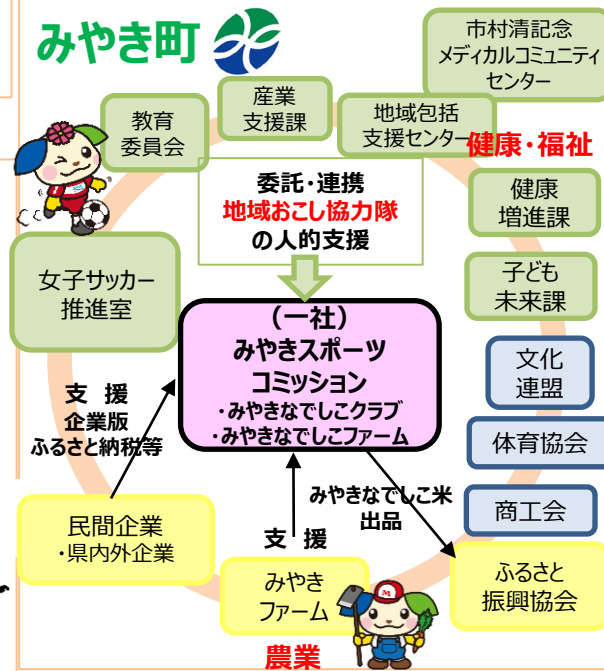 みやき町
市村清記念
メディカルコミュニティ
センター
産業
支援課
教育
委員会
地域包括
支援センター
健康・福祉
委託・連携
地域おこし協力隊
の人的支援
健康
増進課
女子サッカー
推進室
子ども
未来課
（一社）
みやきスポーツ
コミッション
・みやきなでしこクラブ
・みやきなでしこファーム
文化
連盟
支 援
企業版
ふるさと納税等
体育協会
みやきなでしこ米
出品
商工会
民間企業
・県内外企業
支 援
みやき
ファーム
ふるさと
振興協会
農業